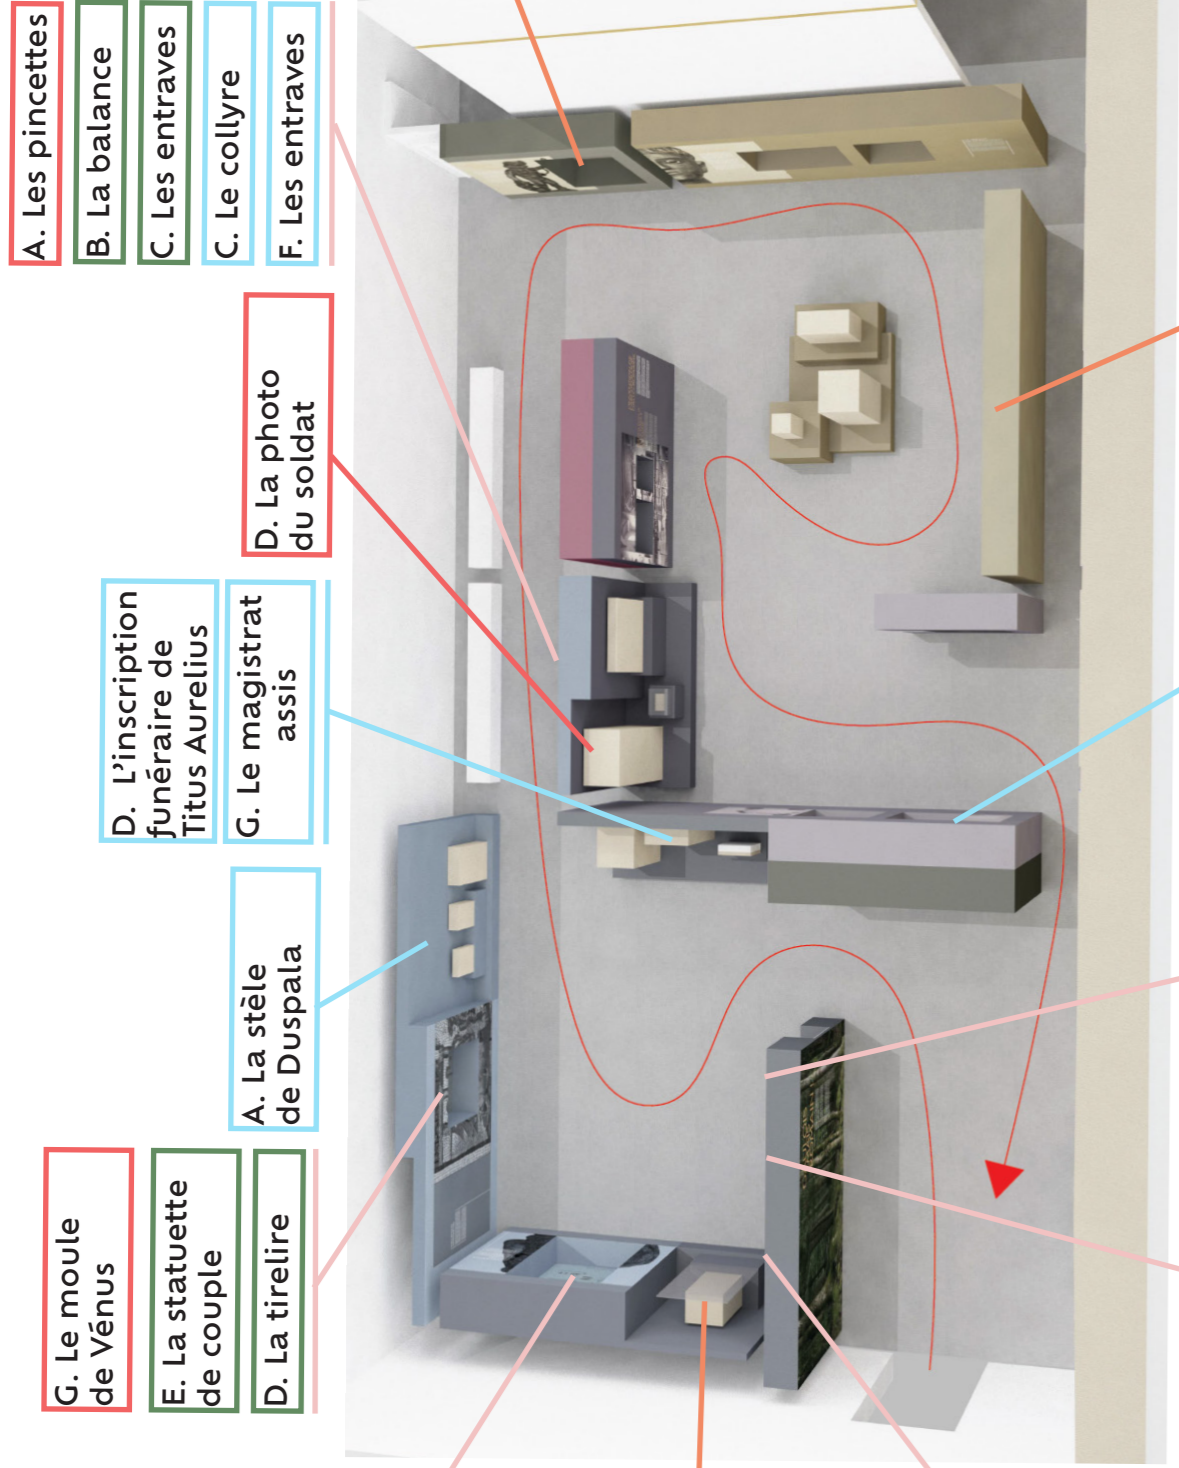 G. Le moule
de Vénus
E. La statuette
de couple
D. La tirelire
A. La stèle
de Duspala
D. L'inscription
funéraire de
Titus Aurelius
G. Le magistrat
assis
D. La photo
du soldat
A. Les pincettes
B. La balance
C. Les entraves
C. Le collyre
F. Les entraves